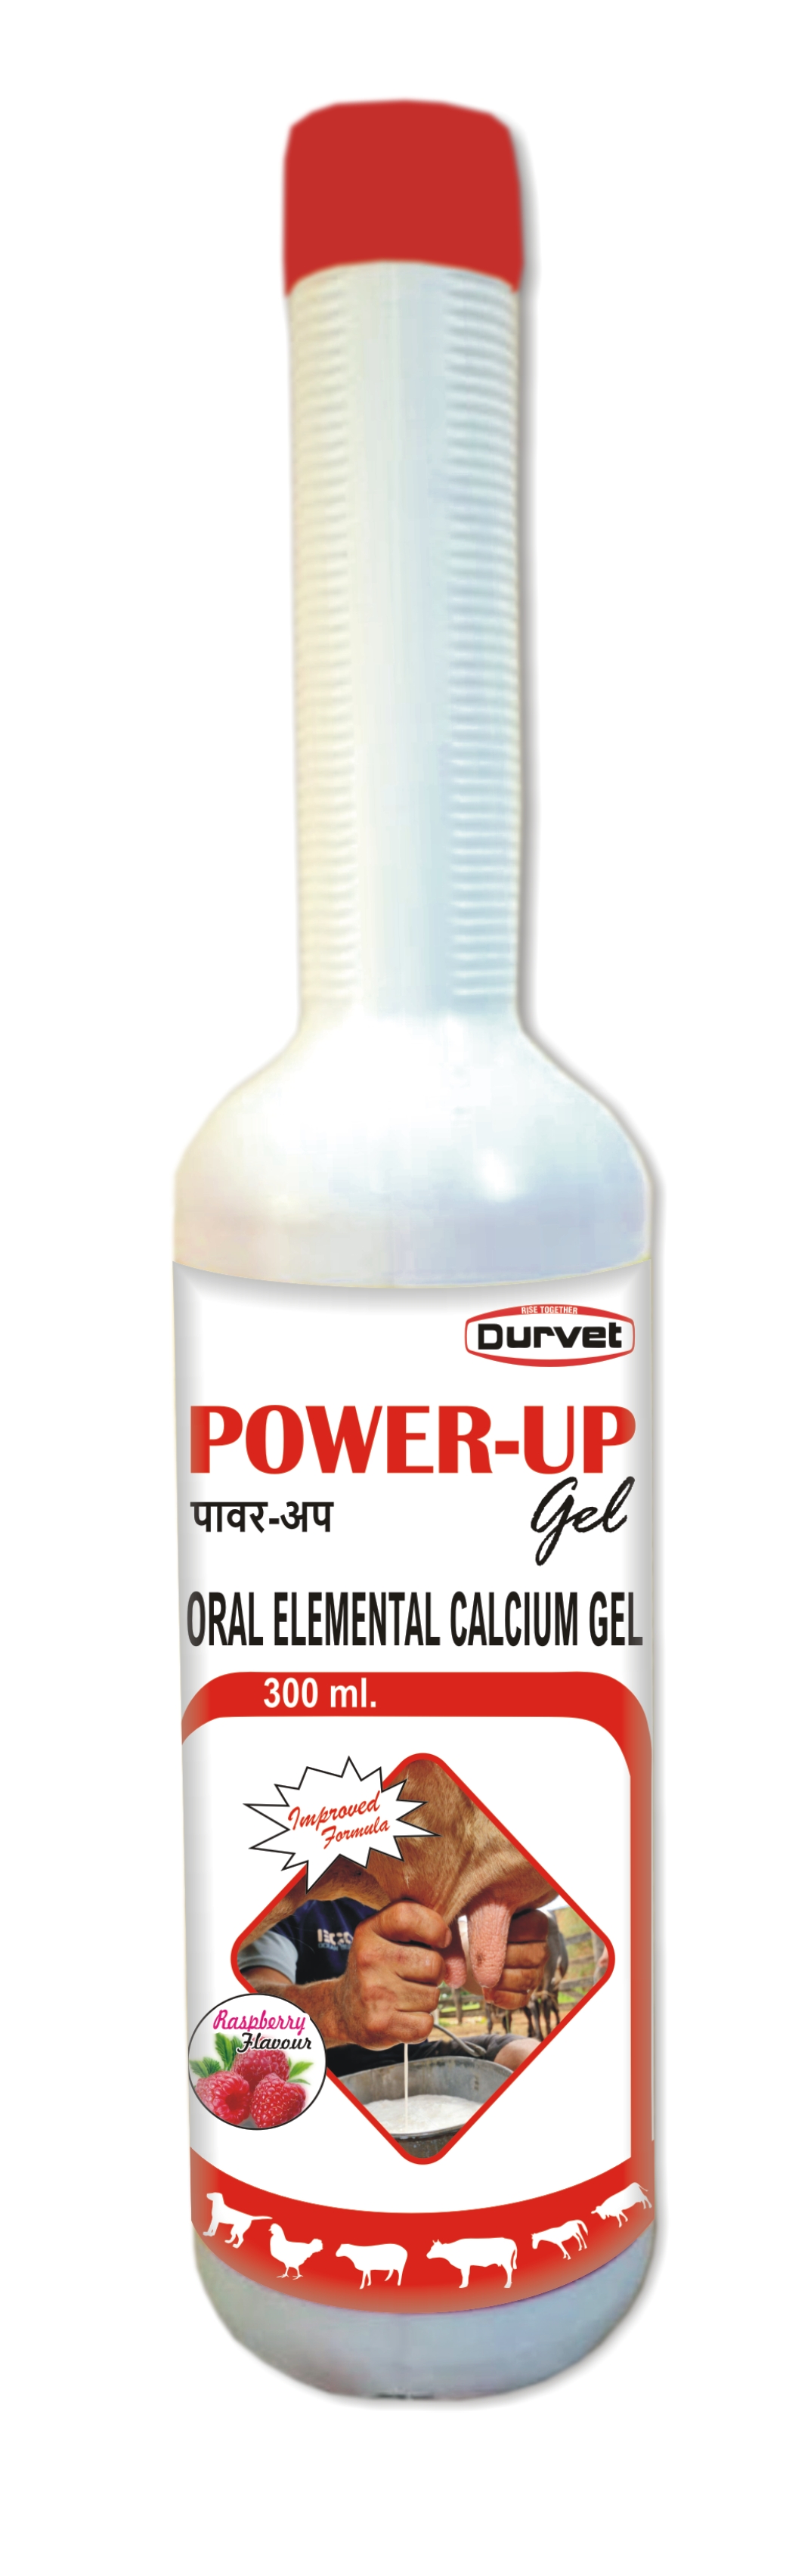 RISE TOGETHER
Durvet
POWER-UP
पावर-अप
Gel
ORAL ELEMENTAL CALCIUM GEL
300 ml.
Improved
Formula
Raspberry
Flavour